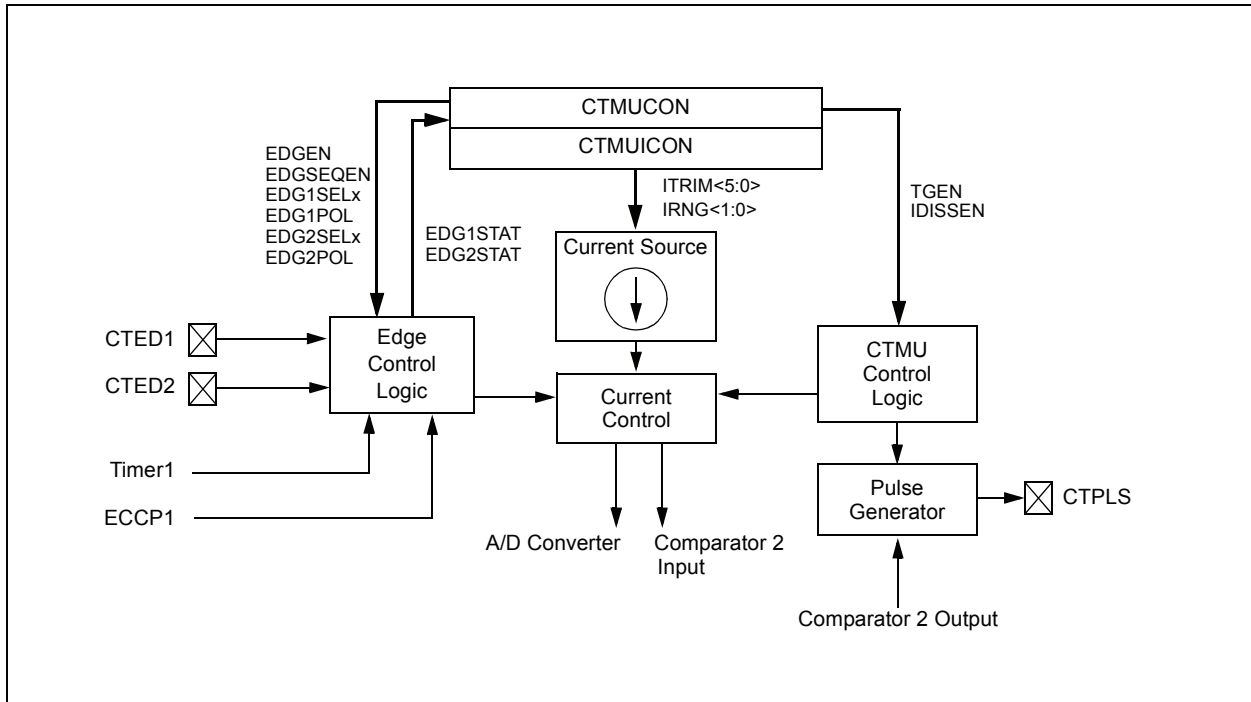 CTMUCON
CTMUICON
EDGEN
EDGSEQEN
EDG1SELx
EDG1POL
EDG2SELx
EDG2POL
EDG1STAT
EDG2STAT
ITRIM<5:0>
IRNG<1:0>
TGEN
IDISSEN
Current Source
CTED1
CTED2
Edge
Control
Logic
Current
Control
CTMU
Control
Logic
Timer1
ECCP1
Pulse
Generator
CTPLS
A/D Converter
Comparator 2
Input
Comparator 2 Output